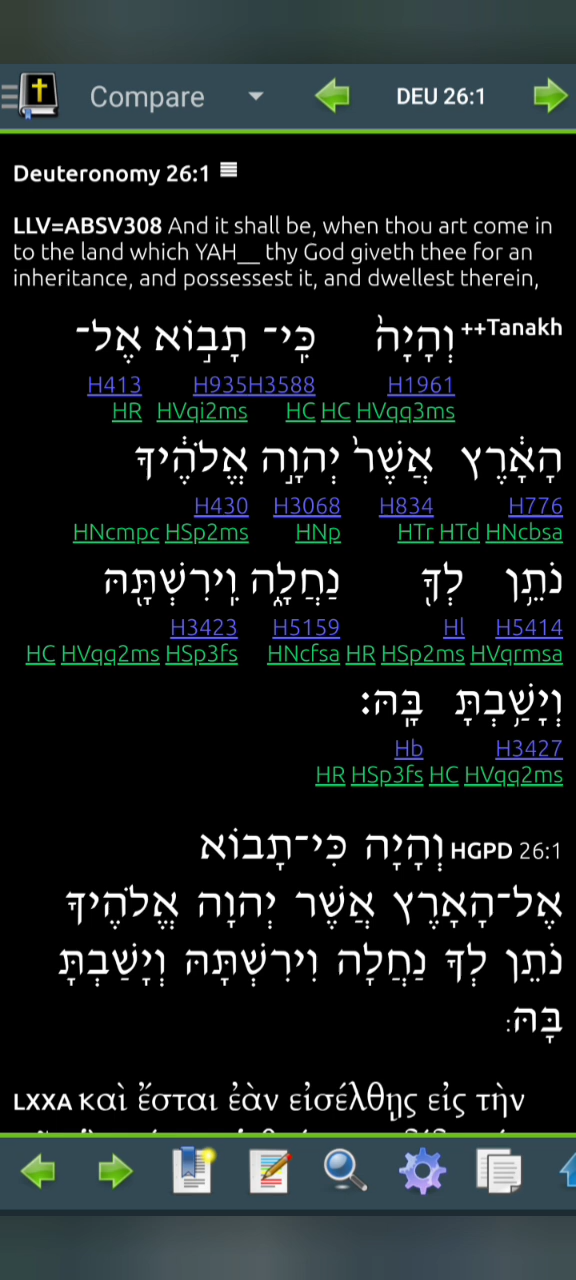 Compare
DEU 26:1
Deuteronomy 26:1
LLV=ABSV308 And it shall be, when thou art come in
to the land which YAH__ thy God giveth thee for an
inheritance, and possessest it, and dwellest therein,
++Tanakh וְהָיָה֙ כִּֽי־ תָב֣וֹא אֶל־
H413 H935H3588 H1961
HR HVqi2ms HC HC HVqq3ms
הָאָ֔רֶץ אֲשֶׁר֙ יְהוָ֣ה אֱלֹהֶ֔יךָ
H430 H3068 H834 H776
HNcmpc HSp2ms HNp HTr HTd HNcbsa
נֹתֵ֥ן לְךָ֖ נַחֲלָ֑ה וִֽירִשְׁתָּ֖הּ
H3423 H5159 Hl H5414
HC HVqq2ms HSp3fs HNcfsa HR HSp2ms HVqrmsa
וְיָשַׁ֥בְתָּ בָּֽהּ׃
Hb H3427
HR HSp3fs HC HVqq2ms
HGPD 26:1 וְהָיָה כִּי־תָבוֹא
אֶל־הָאָרֶץ אֲשֶׁר יְהוָה אֱלֹהֶיךָ
נֹתֵן לְךָ נַחֲלָה וִירִשְׁתָּהּ וְיָשַׁבְתָּ
בָּהּ׃
LXXA καὶ ἔσται ἐὰν εἰσέλθῃς εἰς τὴν